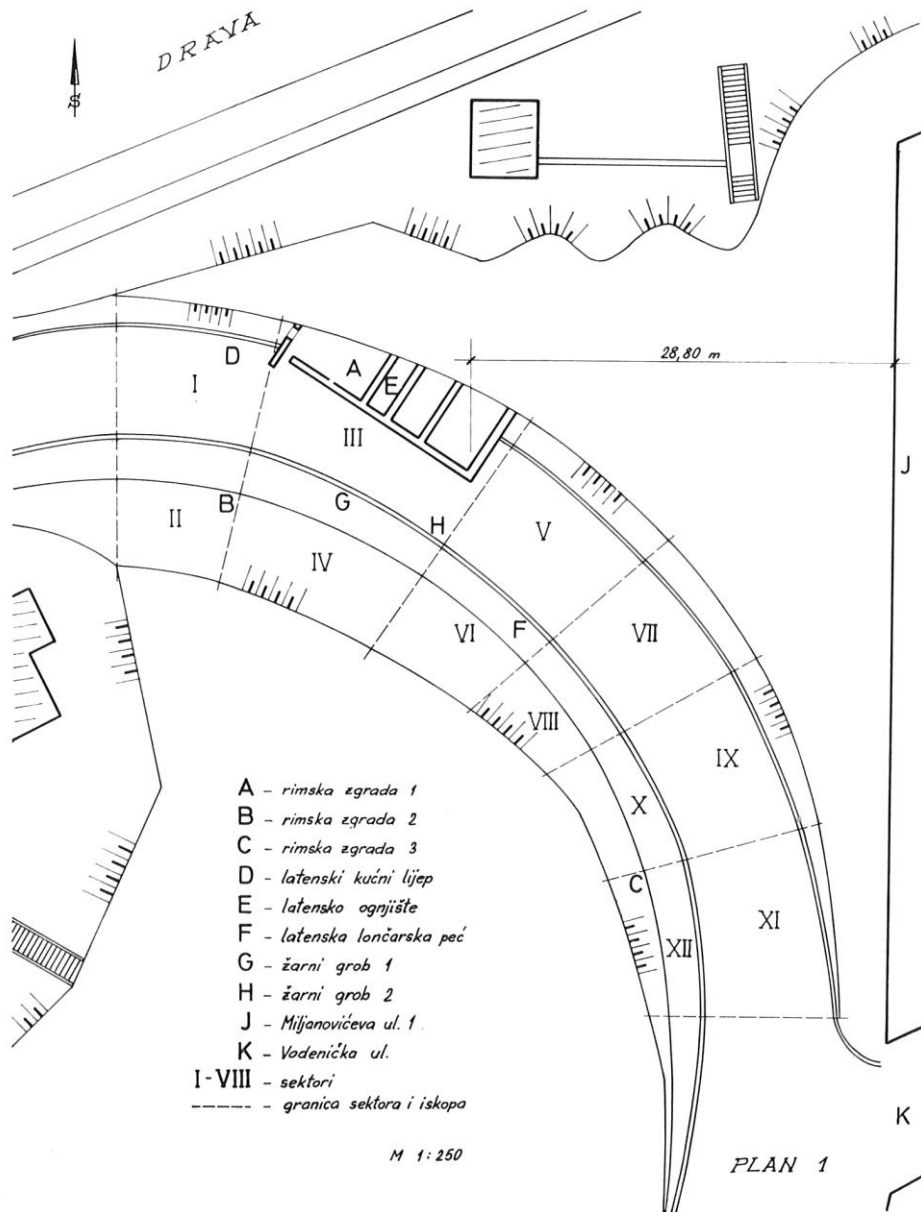 DRAVA
S
28,80 m
D
A
E
I
III
J
B
G
H
II
V
IV
VI
F
VII
VIII
IX
X
C
XI
XII
A - rimska zgrada 1
B - rimska zgrada 2
C - rimska zgrada 3
D - latenski kućni lijep
E - latensko ognjište
F - latenska lončarska peć
G - žarni grob 1
H - žarni grob 2
J - Miljanovićeva ul. 1
K - Vodenička ul.
I-VIII - sektori
- granica sektora i iskopa
K
M 1:250
PLAN 1